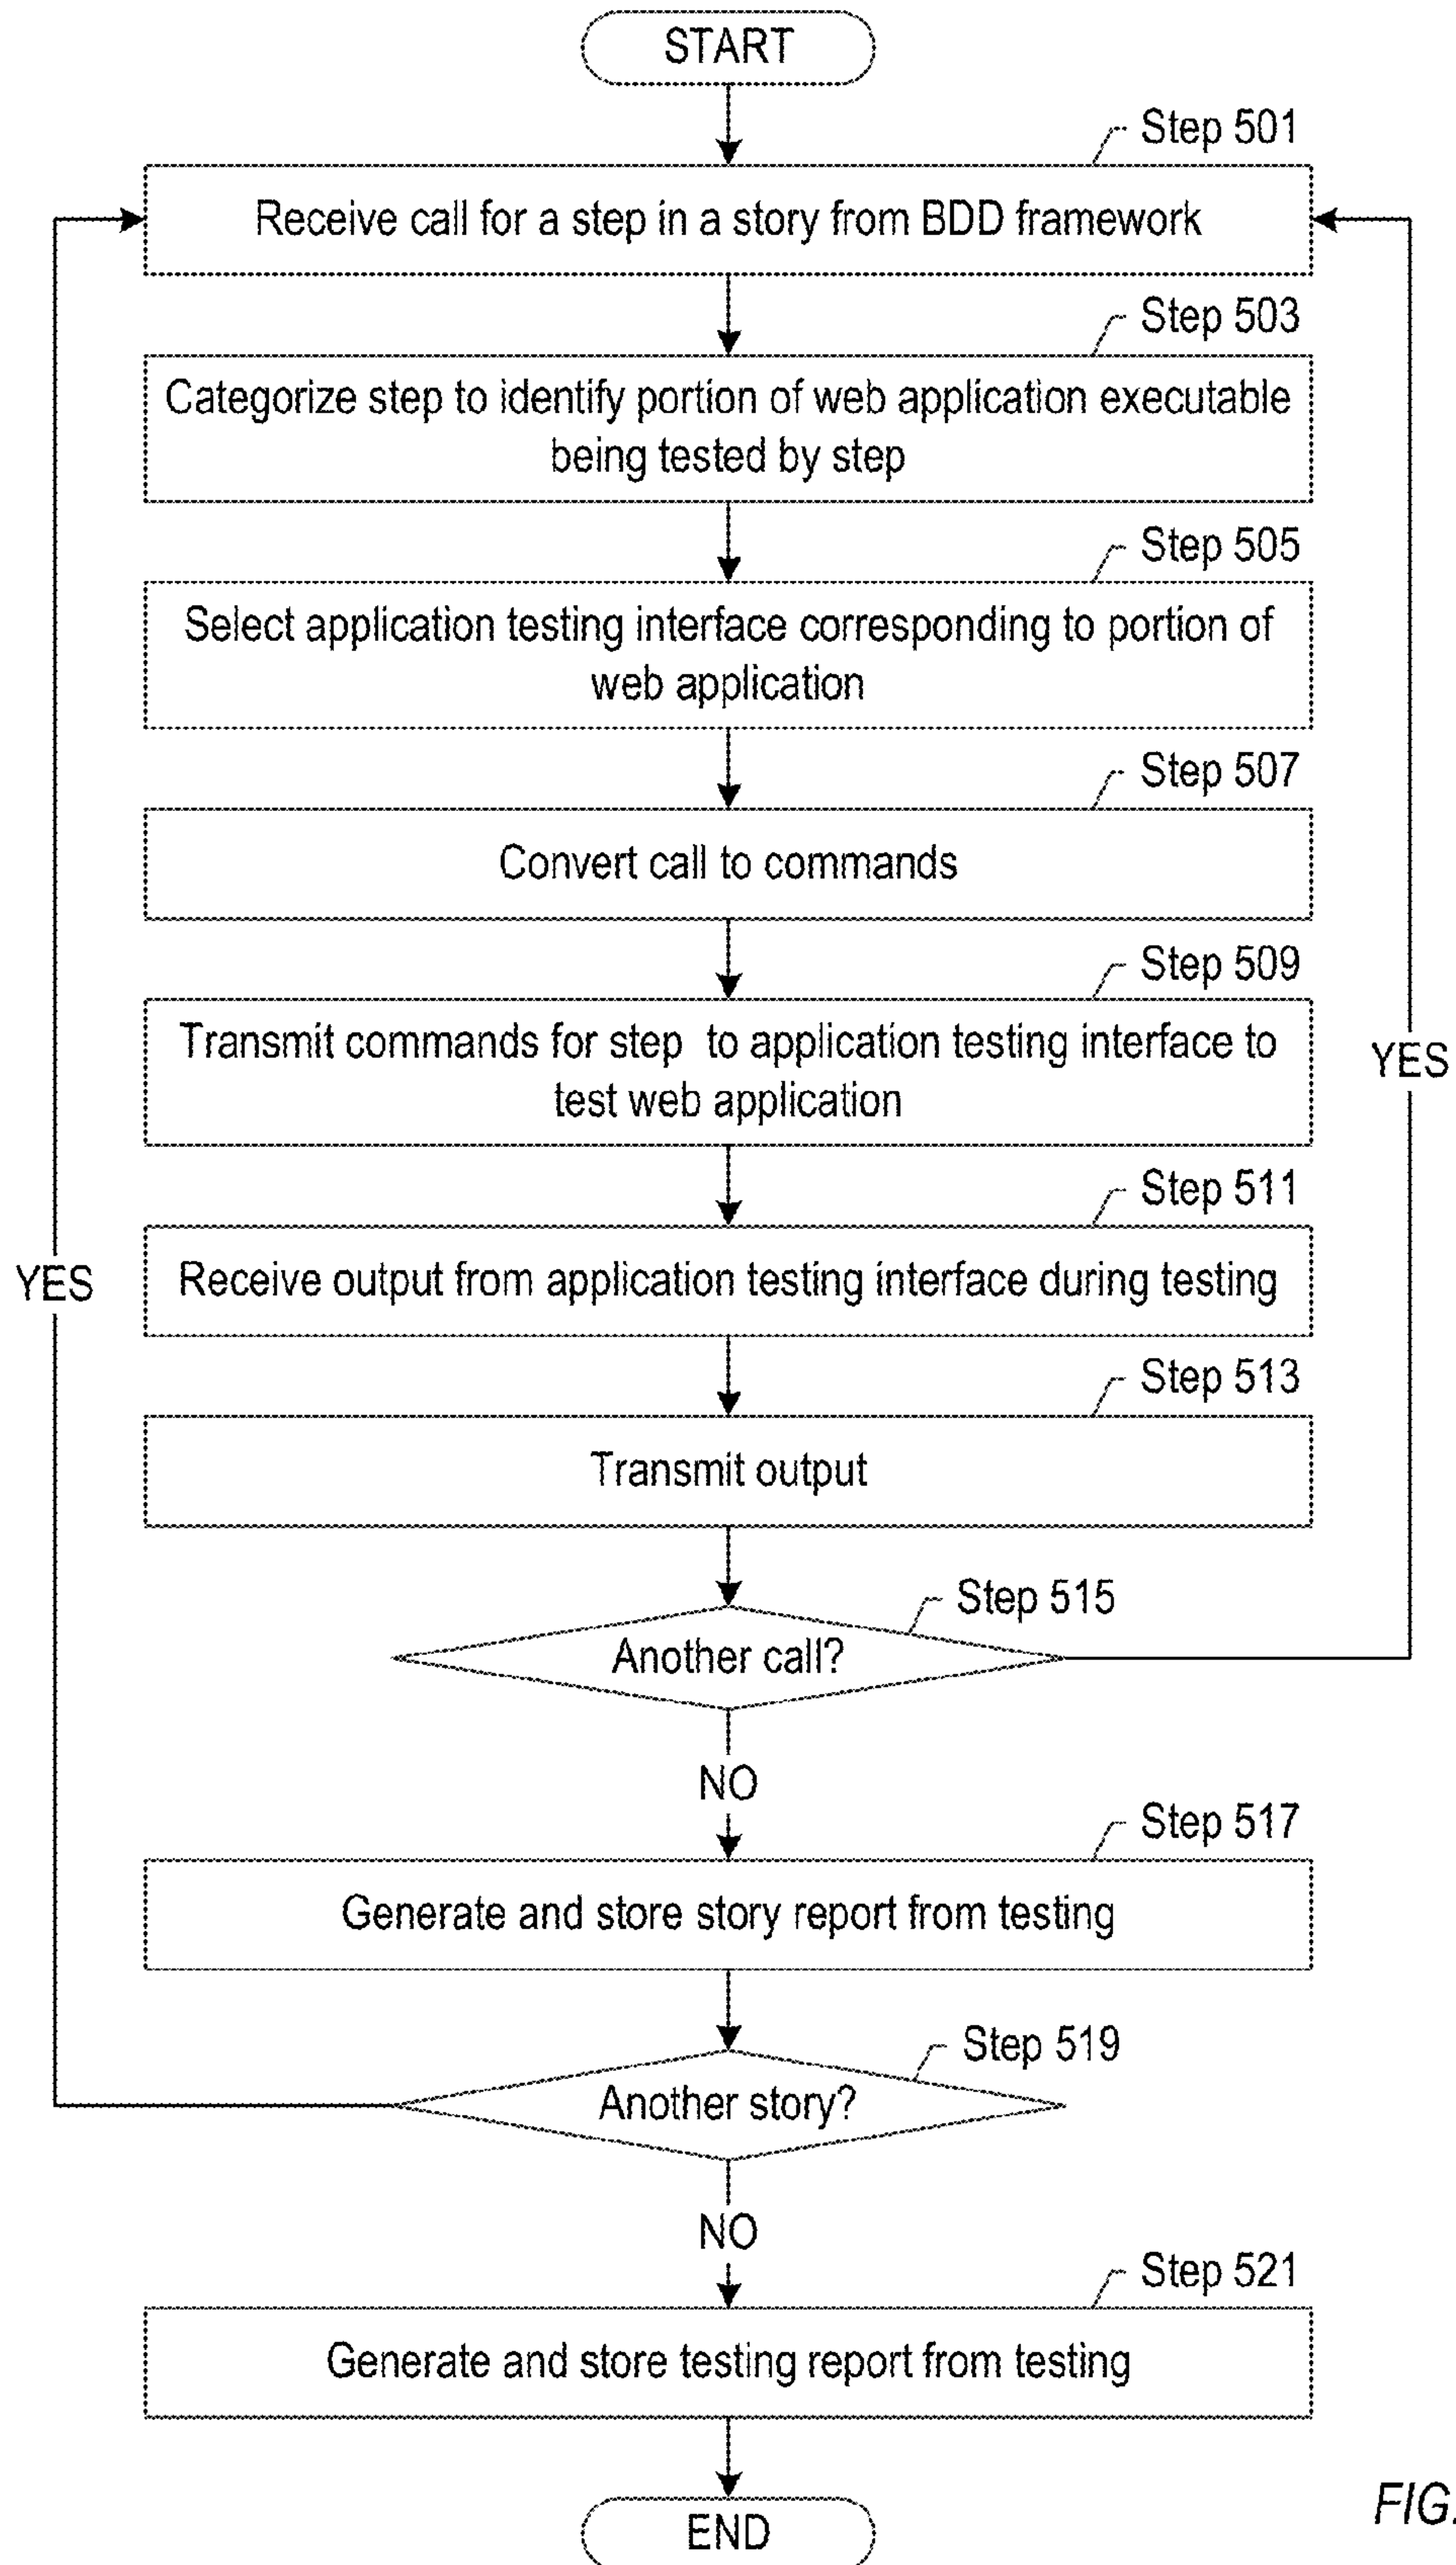 START
Step 501
Receive call for a step in a story from BDD framework
Step 503
Categorize step to identify portion of web application executable
being tested by step
Step 505
Select application testing interface corresponding to portion of
web application
Step 507
Convert call to commands
Step 509
Transmit commands for step to application testing interface to
test web application
YES
Step 511
Receive output from application testing interface during testing
YES
Step 513
Transmit output
Step 515
Another call?
NO
Step 517
Generate and store story report from testing
Step 519
Another story?
NO
Step 521
Generate and store testing report from testing
END
FIG.